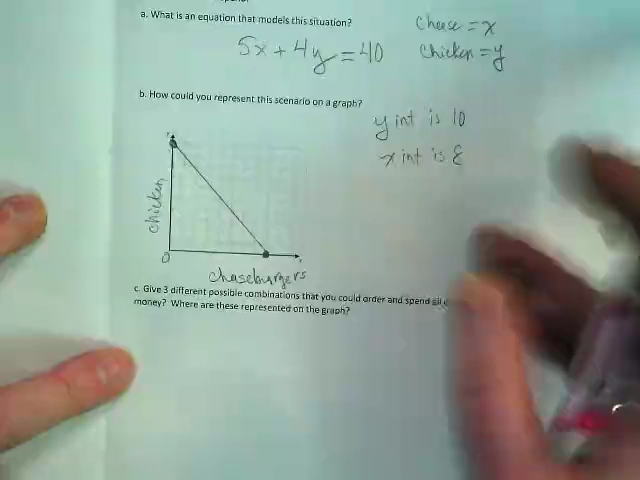 a. What is an equation that models this situation?
cheese = x
5x + 4y = 40
chicken = y
b. How could you represent this scenario on a graph?
y int is 10
x int is 8
chicken
0
chaseburgers
c. Give 3 different possible combinations that you could order and spend all
money? Where are these represented on the graph?